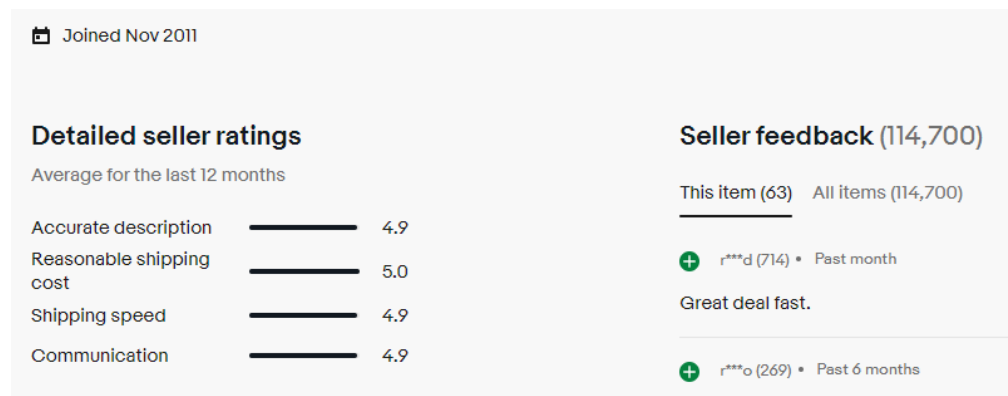 Joined Nov 2011
Detailed seller ratings
Average for the last 12 months
Accurate description 4.9
Reasonable shipping
cost 5.0
Shipping speed 4.9
Communication 4.9
Seller feedback (114,700)
This item (63) All items (114,700)
r***d (714) • Past month
Great deal fast.
r***o (269) • Past 6 months